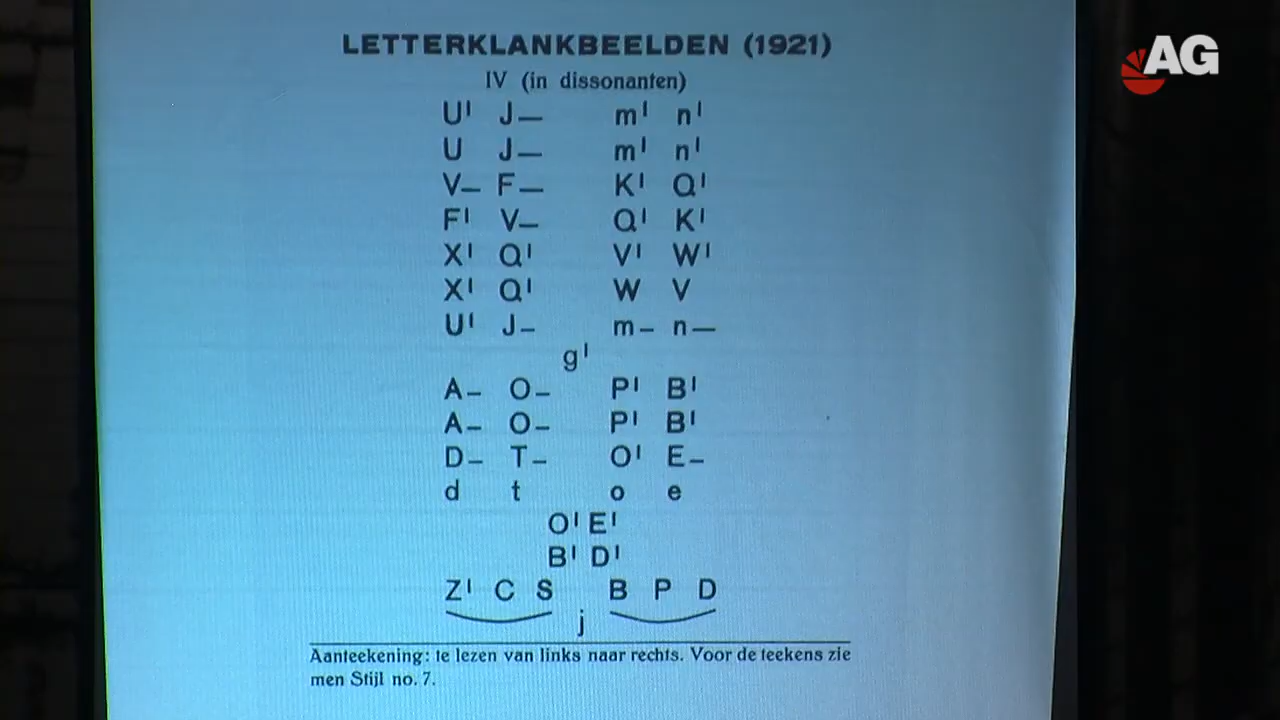 AG
LETTERKLANKBEELDEN (1921)
IV (in dissonanten)
U' J— m' n'
U J— m' n'
V— F— K' Q'
F' V— Q' K'
X' Q' V' W'
X' Q' W V
U' J– m– n—
g'
A– O– P' B'
A– O– P' B'
D– T– O' E–
d t o e
O' E'
B' D'
Z' C S B P D
j
Aanteekening: te lezen van links naar rechts. Voor de teekens zie
men Stijl no. 7.